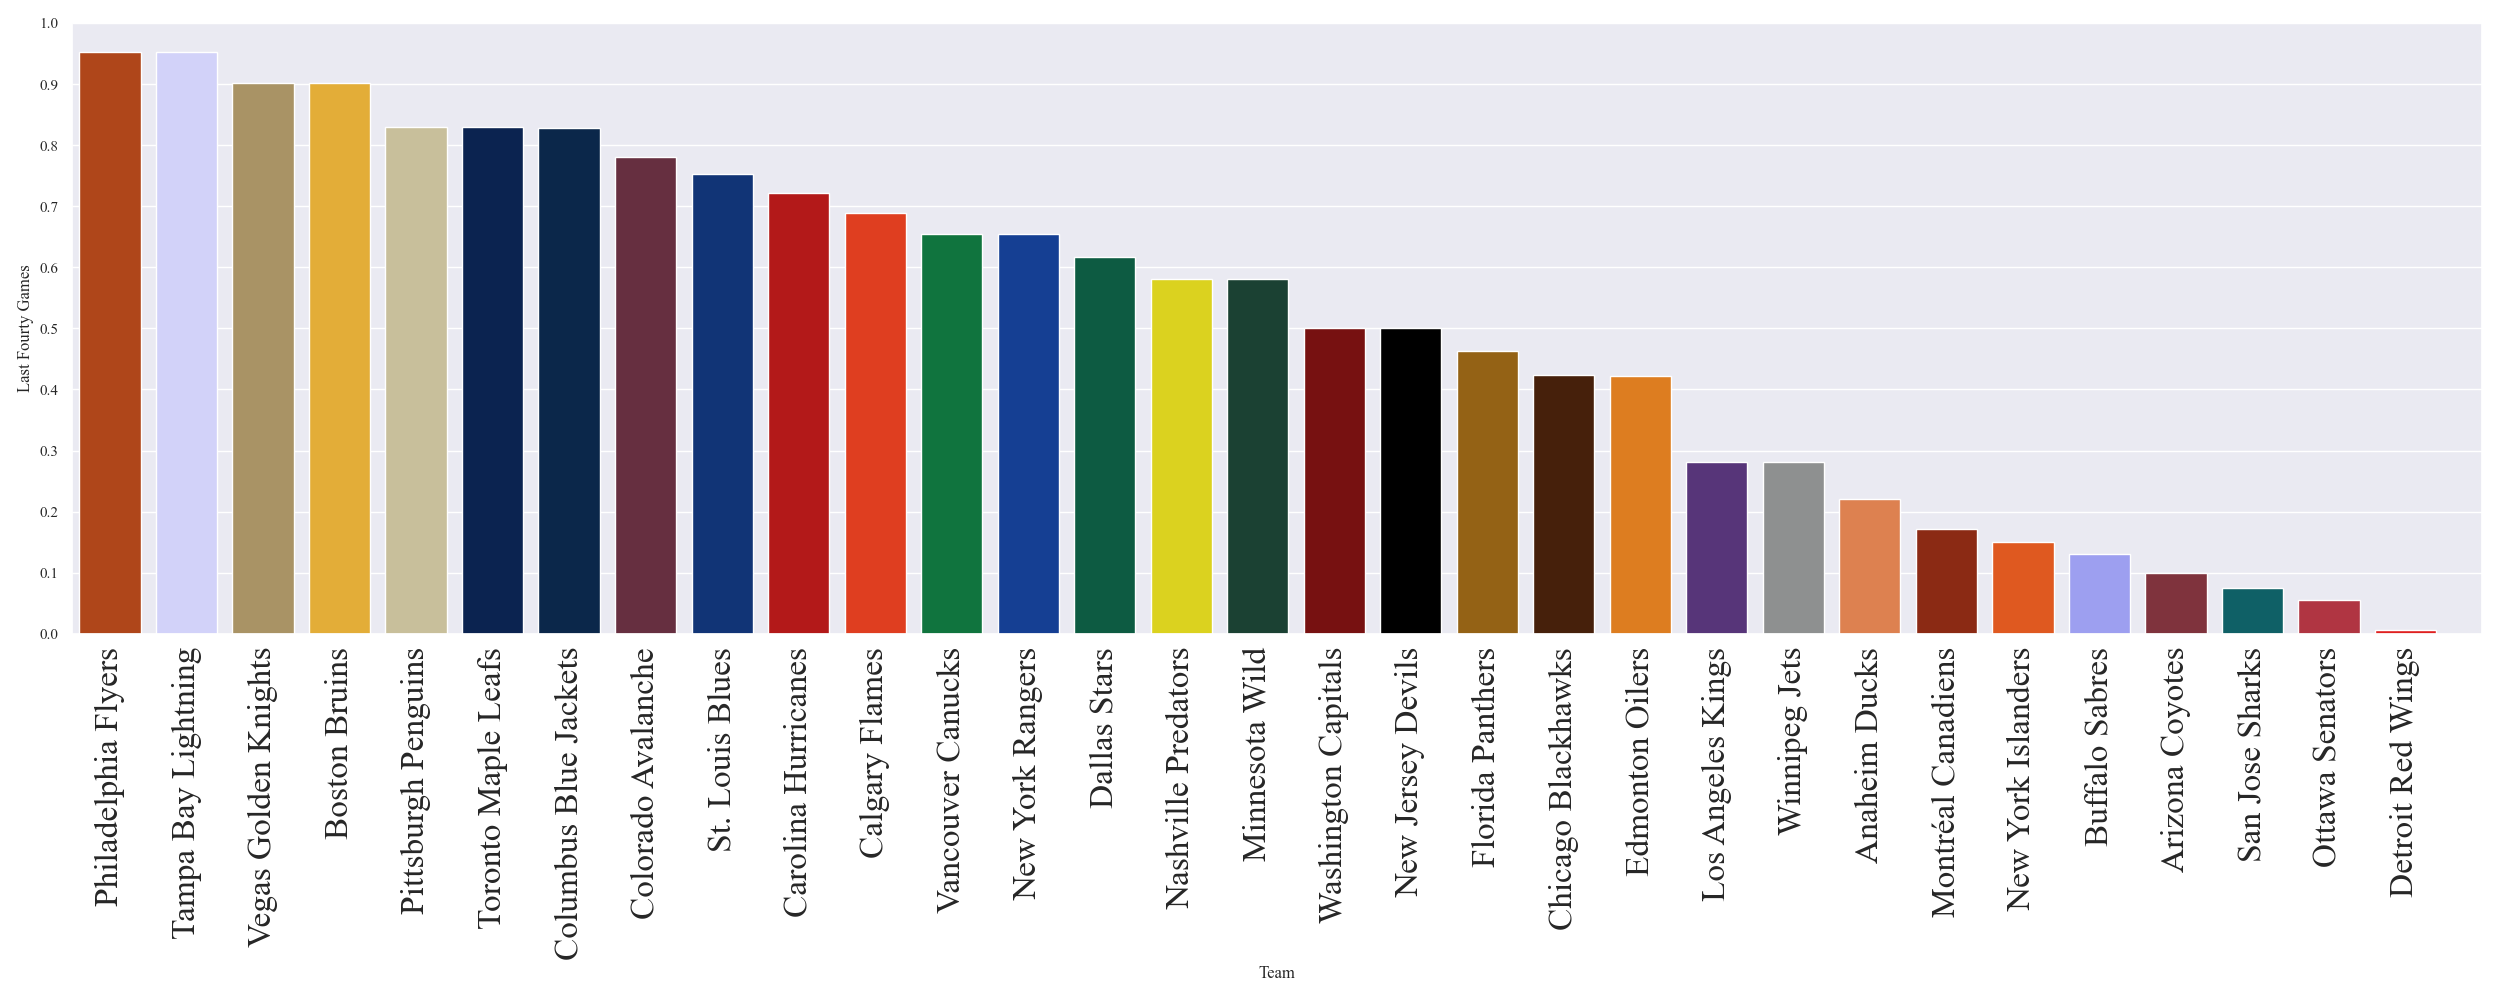 1.0
0.9
0.8
0.7
0.6
0.5
0.4
0.3
0.2
0.1
0.0
Last Fourty Games
Philadelphia Flyers
Tampa Bay Lightning
Vegas Golden Knights
Boston Bruins
Pittsburgh Penguins
Toronto Maple Leafs
Columbus Blue Jackets
Colorado Avalanche
St. Louis Blues
Carolina Hurricanes
Calgary Flames
Vancouver Canucks
New York Rangers
Dallas Stars
Nashville Predators
Minnesota Wild
Washington Capitals
New Jersey Devils
Florida Panthers
Chicago Blackhawks
Edmonton Oilers
Los Angeles Kings
Winnipeg Jets
Anaheim Ducks
Montréal Canadiens
New York Islanders
Buffalo Sabres
Arizona Coyotes
San Jose Sharks
Ottawa Senators
Detroit Red Wings
Team